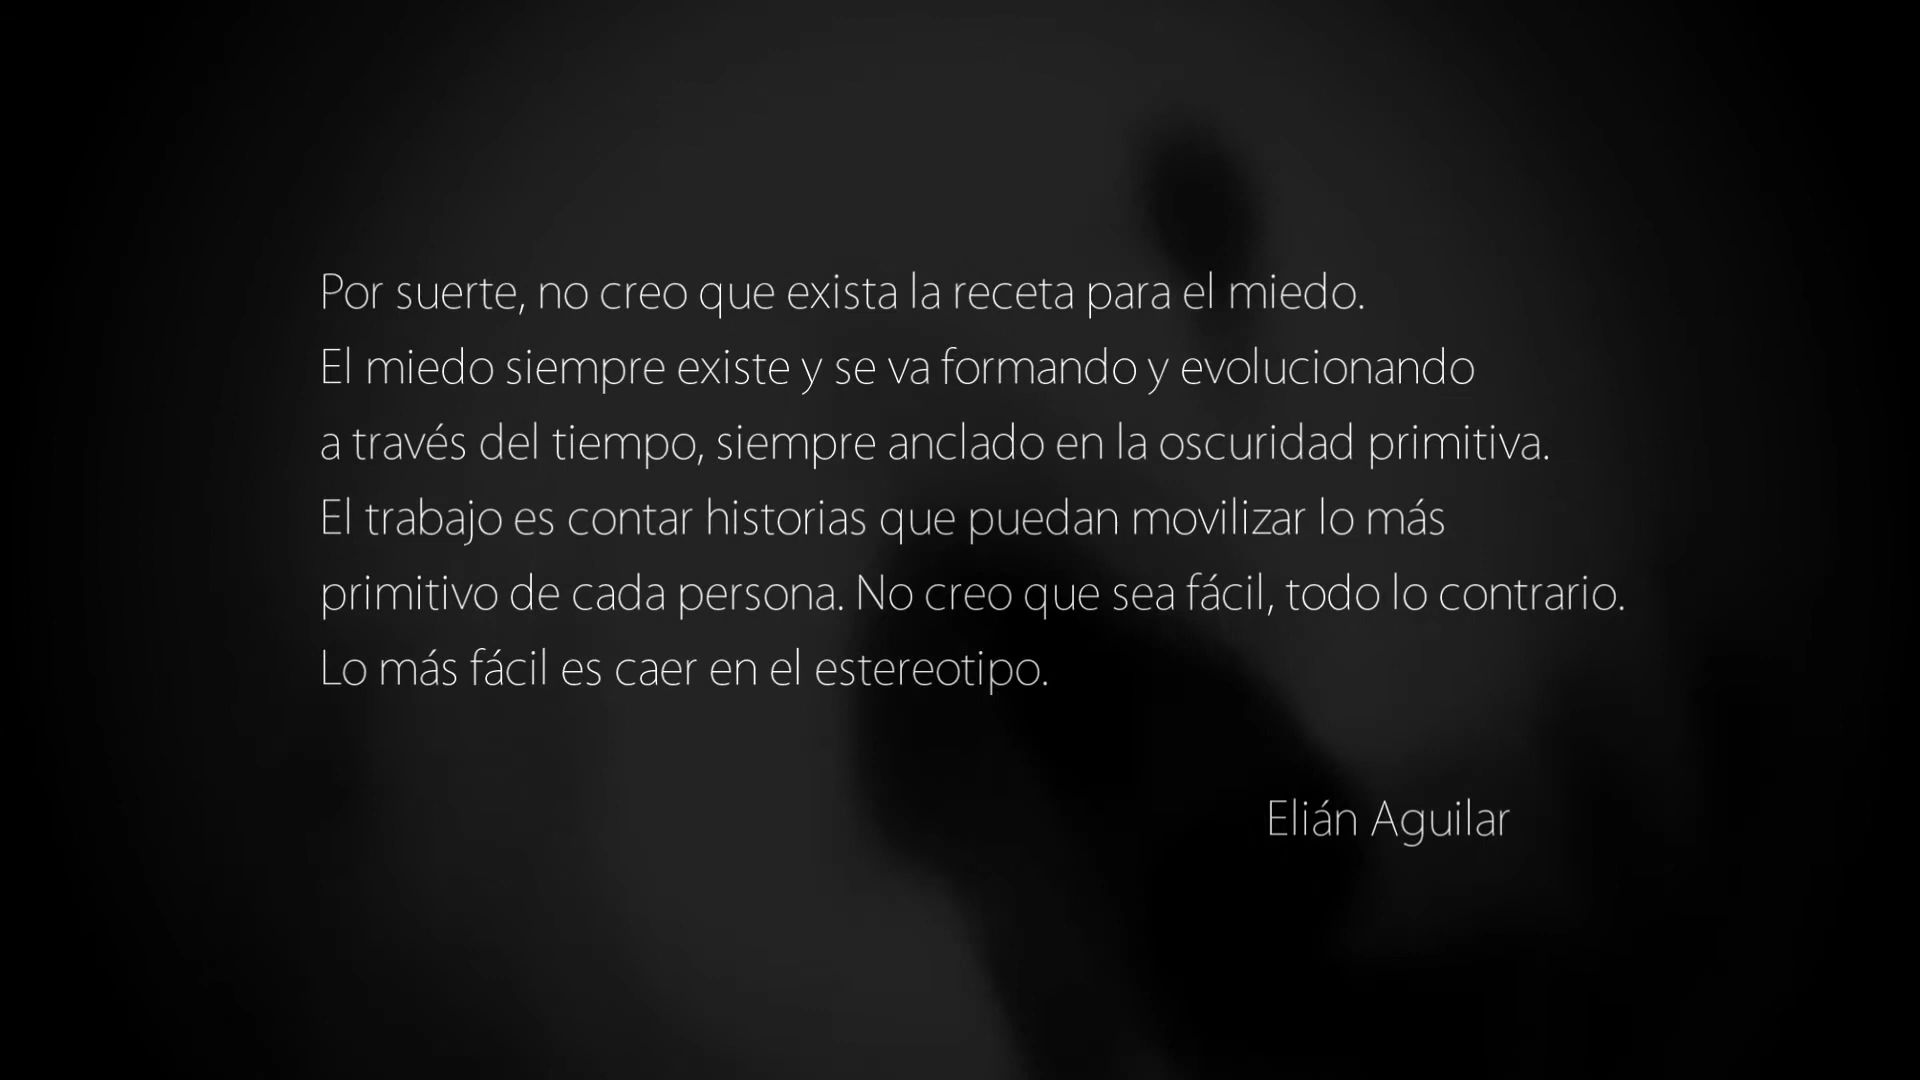 Por suerte, no creo que exista la receta para el miedo.
El miedo siempre existe y se va formando y evolucionando
a través del tiempo, siempre anclado en la oscuridad primitiva.
El trabajo es contar historias que puedan movilizar lo más
primitivo de cada persona. No creo que sea fácil, todo lo contrario.
Lo más fácil es caer en el estereotipo.
Elián Aguilar